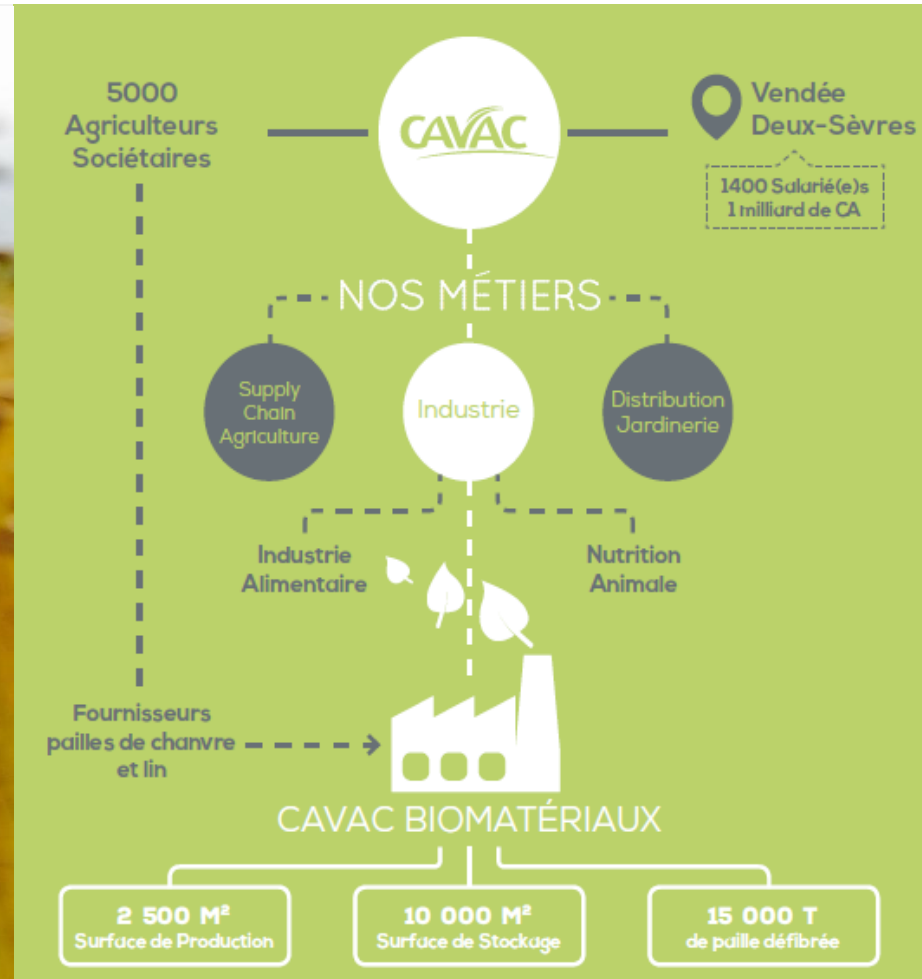 5000
Agriculteurs
Sociétaires
CAVAC
Vendée
Deux-Sèvres
1400 Salarié(e)s
1 milliard de CA
NOS MÉTIERS
Supply
Chain
Agriculture
Industrie
Distribution
Jardinerie
Industrie
Alimentaire
Nutrition
Animale
Fournisseurs
pailles de chanvre
et lin
CAVAC BIOMATÉRIAUX
2 500 M²
Surface de Production
10 000 M²
Surface de Stockage
15 000 T
de paille défibrée